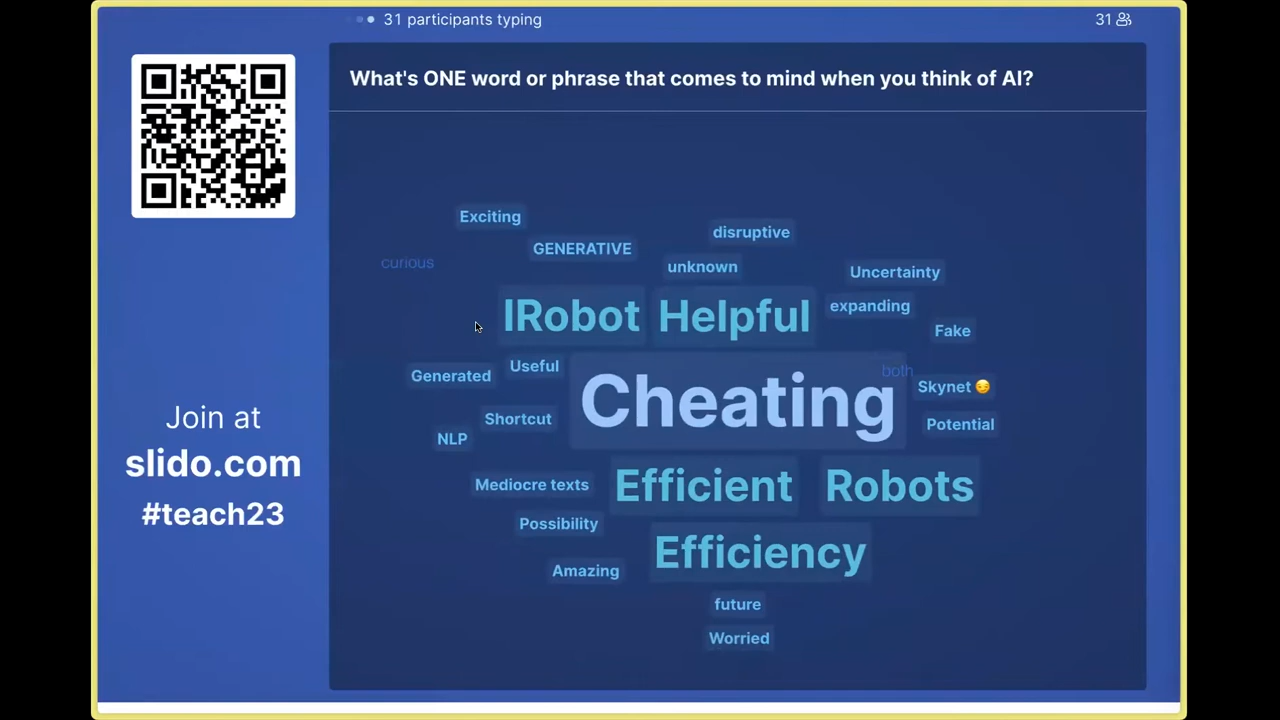 31 participants typing
31
What's ONE word or phrase that comes to mind when you think of AI?
Exciting
disruptive
GENERATIVE
curious
unknown
Uncertainty
expanding
IRobot
Helpful
Fake
Useful
Generated
both
Skynet 😏
Cheating
Shortcut
Potential
NLP
Mediocre texts
Efficient
Robots
Possibility
Efficiency
Amazing
future
Worried
Join at
slido.com
#teach23